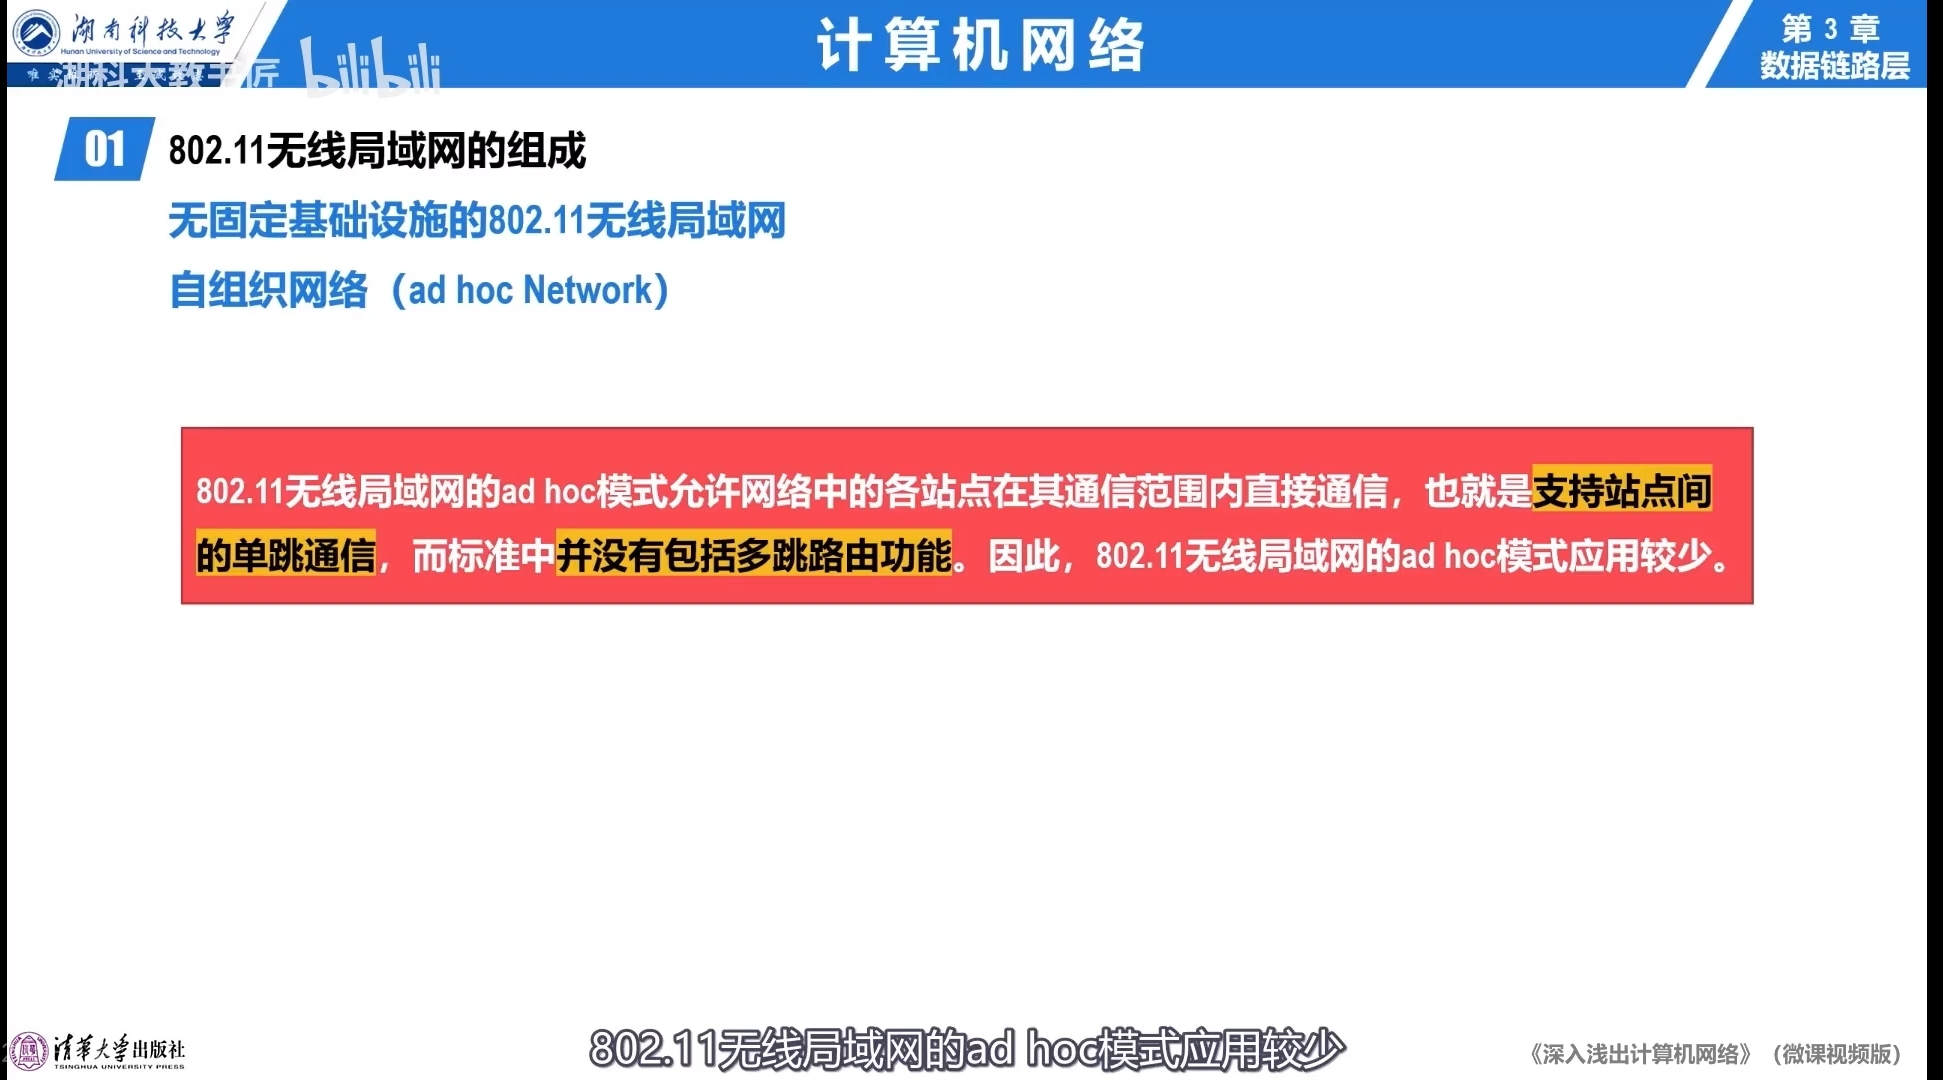 湖南科技大学
Hunan University of Science and Technology
湖科大教书匠 bilibili
计算机网络
第 3 章
数据链路层
01
802.11无线局域网的组成
无固定基础设施的802.11无线局域网
自组织网络（ad hoc Network）
802.11无线局域网的ad hoc模式允许网络中的各站点在其通信范围内直接通信，也就是支持站点间
的单跳通信，而标准中并没有包括多跳路由功能。因此，802.11无线局域网的ad hoc模式应用较少。
802.11无线局域网的ad hoc模式应用较少
清华大学出版社
TSINGHUA UNIVERSITY PRESS
《深入浅出计算机网络》（微课视频版）